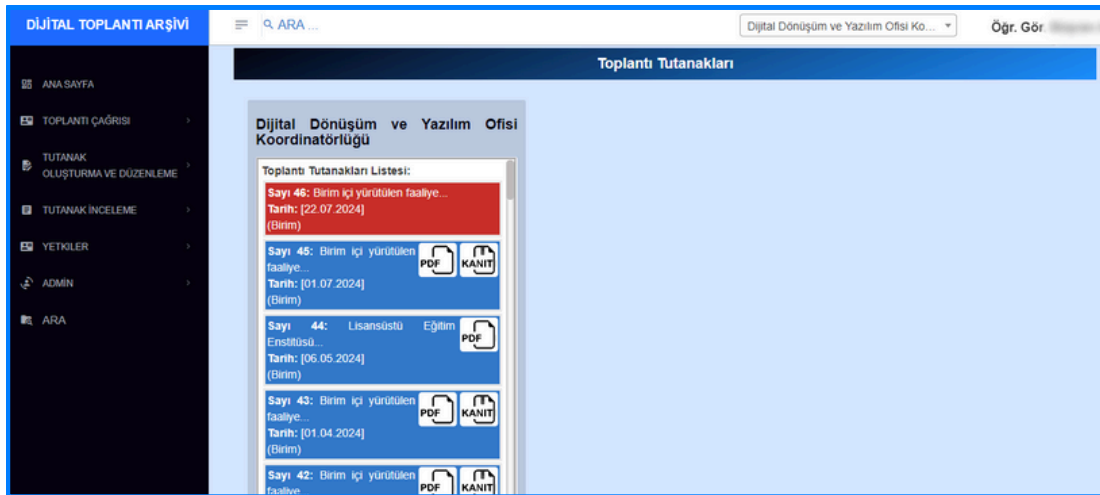 DİJİTAL TOPLANTI ARŞİVİ
ARA ...
Dijital Dönüşüm ve Yazılım Ofisi Ko...
Öğr. Gör.
Toplantı Tutanakları
ANA SAYFA
TOPLANTI ÇAĞRISI
TUTANAK
OLUŞTURMA VE DÜZENLEME
TUTANAK İNCELEME
YETKİLER
ADMİN
ARA
Dijital Dönüşüm ve Yazılım Ofisi
Koordinatörlüğü
Toplantı Tutanakları Listesi:
Sayı 46: Birim içi yürütülen faaliye...
Tarih: [22.07.2024]
(Birim)
Sayı 45: Birim içi yürütülen
faaliye...
Tarih: [01.07.2024]
(Birim)
PDF
KANIT
Sayı 44: Lisansüstü Eğitim
Enstitüsü...
Tarih: [06.05.2024]
(Birim)
PDF
Sayı 43: Birim içi yürütülen
faaliye...
Tarih: [01.04.2024]
(Birim)
PDF
KANIT
Sayı 42: Birim içi yürütülen
faaliye...
PDF
KANIT